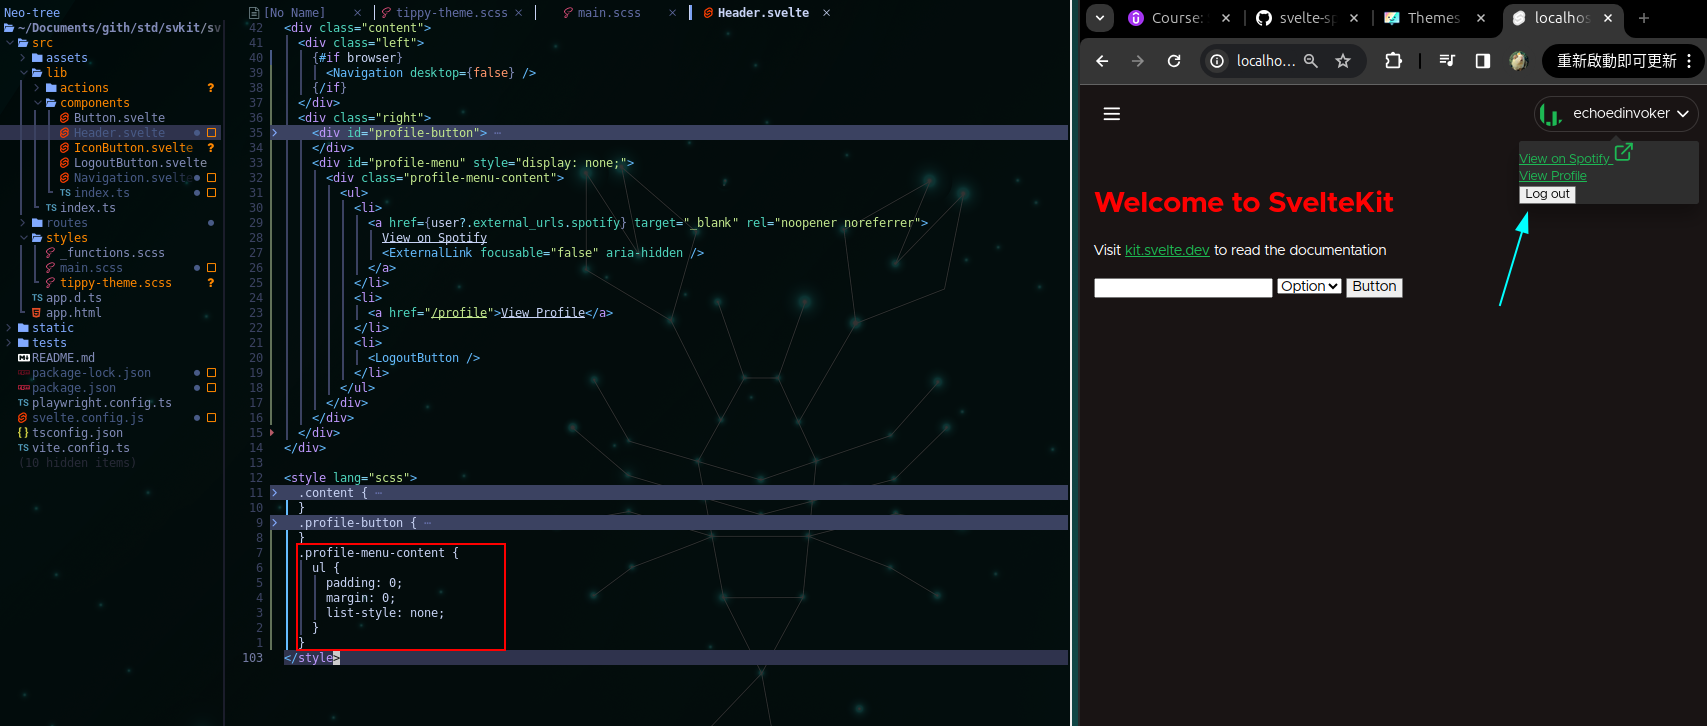 Neo-tree
~/Documents/gith/std/svkit/sv
src
assets
lib
actions ?
components
Button.svelte
Header.svelte
IconButton.svelte ?
LogoutButton.svelte
Navigation.svelte
TS index.ts
TS index.ts
routes
styles
_functions.scss
main.scss
tippy-theme.scss ?
TS app.d.ts
app.html
static
tests
README.md
package-lock.json
package.json
TS playwright.config.ts
svelte.config.js
{} tsconfig.json
TS vite.config.ts
(10 hidden items)
[No Name] × tippy-theme.scss × main.scss × Header.svelte ×
42 <div class="content">
41 <div class="left">
40 {#if browser}
39 <Navigation desktop={false} />
38 {/if}
37 </div>
36 <div class="right">
35 <div id="profile-button"> ⋯
34 </div>
33 <div id="profile-menu" style="display: none;">
32 <div class="profile-menu-content">
31 <ul>
30 <li>
29 <a href={user?.external_urls.spotify} target="_blank" rel="noopener noreferrer">
28 View on Spotify
27 <ExternalLink focusable="false" aria-hidden />
26 </a>
25 </li>
24 <li>
23 <a href="/profile">View Profile</a>
22 </li>
21 <li>
20 <LogoutButton />
19 </li>
18 </ul>
17 </div>
16 </div>
15 </div>
14 </div>
13
12 <style lang="scss">
11 .content { ⋯
10 }
9 .profile-button { ⋯
8 }
7 .profile-menu-content {
6 ul {
5 padding: 0;
4 margin: 0;
3 list-style: none;
2 }
1 }
103 </style>
Course: × svelte-sp × Themes × localhos × +
localho... 重新啟動即可更新
echoedinvoker
View on Spotify
View Profile
Log out
Welcome to SvelteKit
Visit kit.svelte.dev to read the documentation
Option Button